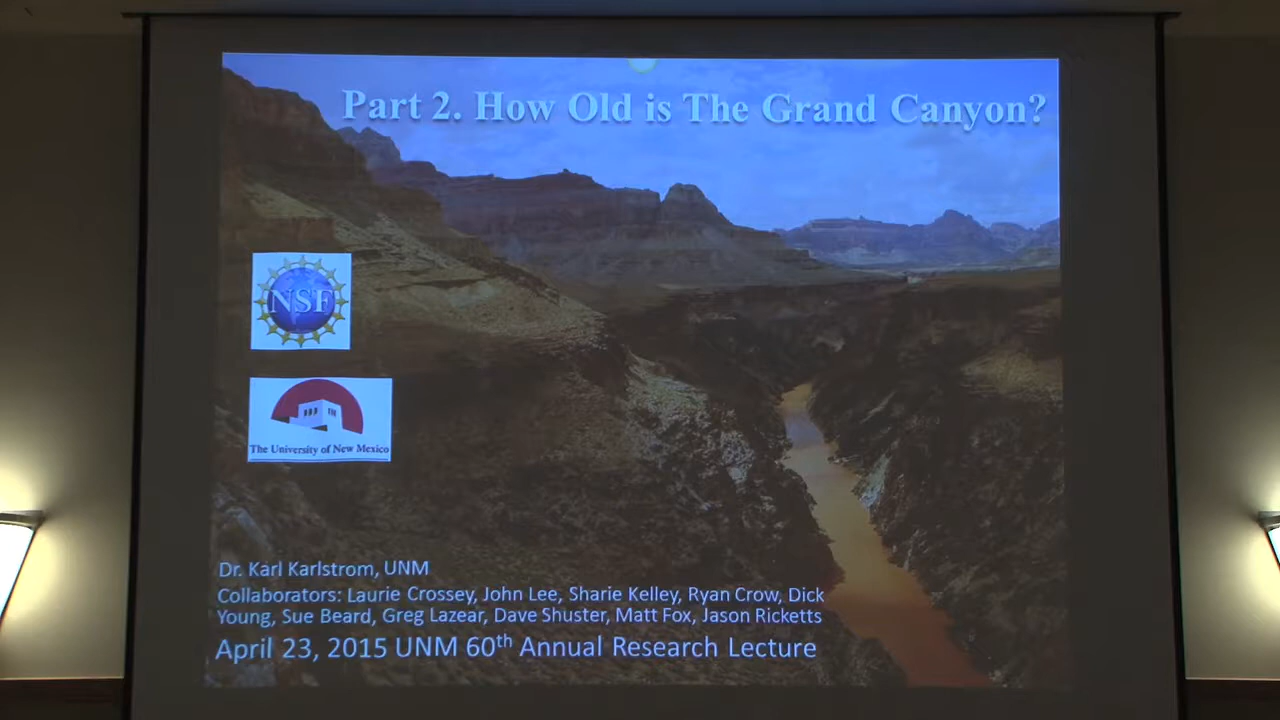 Part 2. How Old is The Grand Canyon?
NSF
The University of New Mexico
Dr. Karl Karlstrom, UNM
Collaborators: Laurie Crossey, John Lee, Sharie Kelley, Ryan Crow, Dick
Young, Sue Beard, Greg Lazear, Dave Shuster, Matt Fox, Jason Ricketts
April 23, 2015 UNM 60th Annual Research Lecture